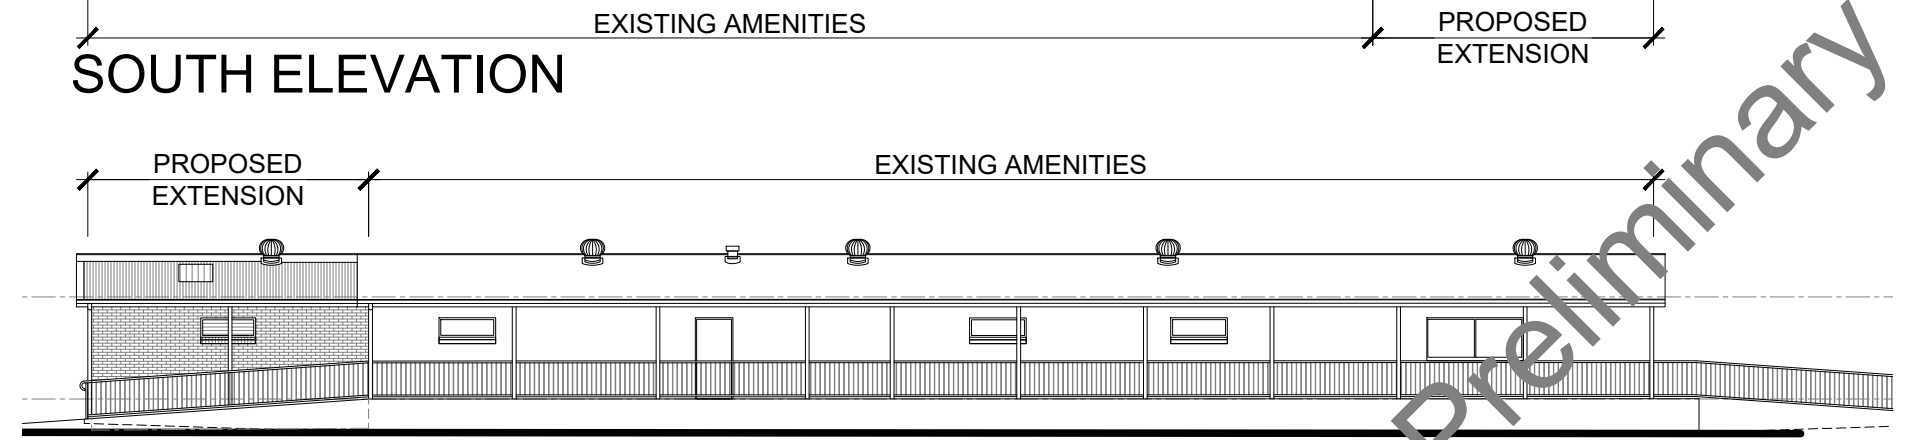 EXISTING AMENITIES
PROPOSED
EXTENSION
SOUTH ELEVATION
PROPOSED
EXTENSION
EXISTING AMENITIES
Preliminary